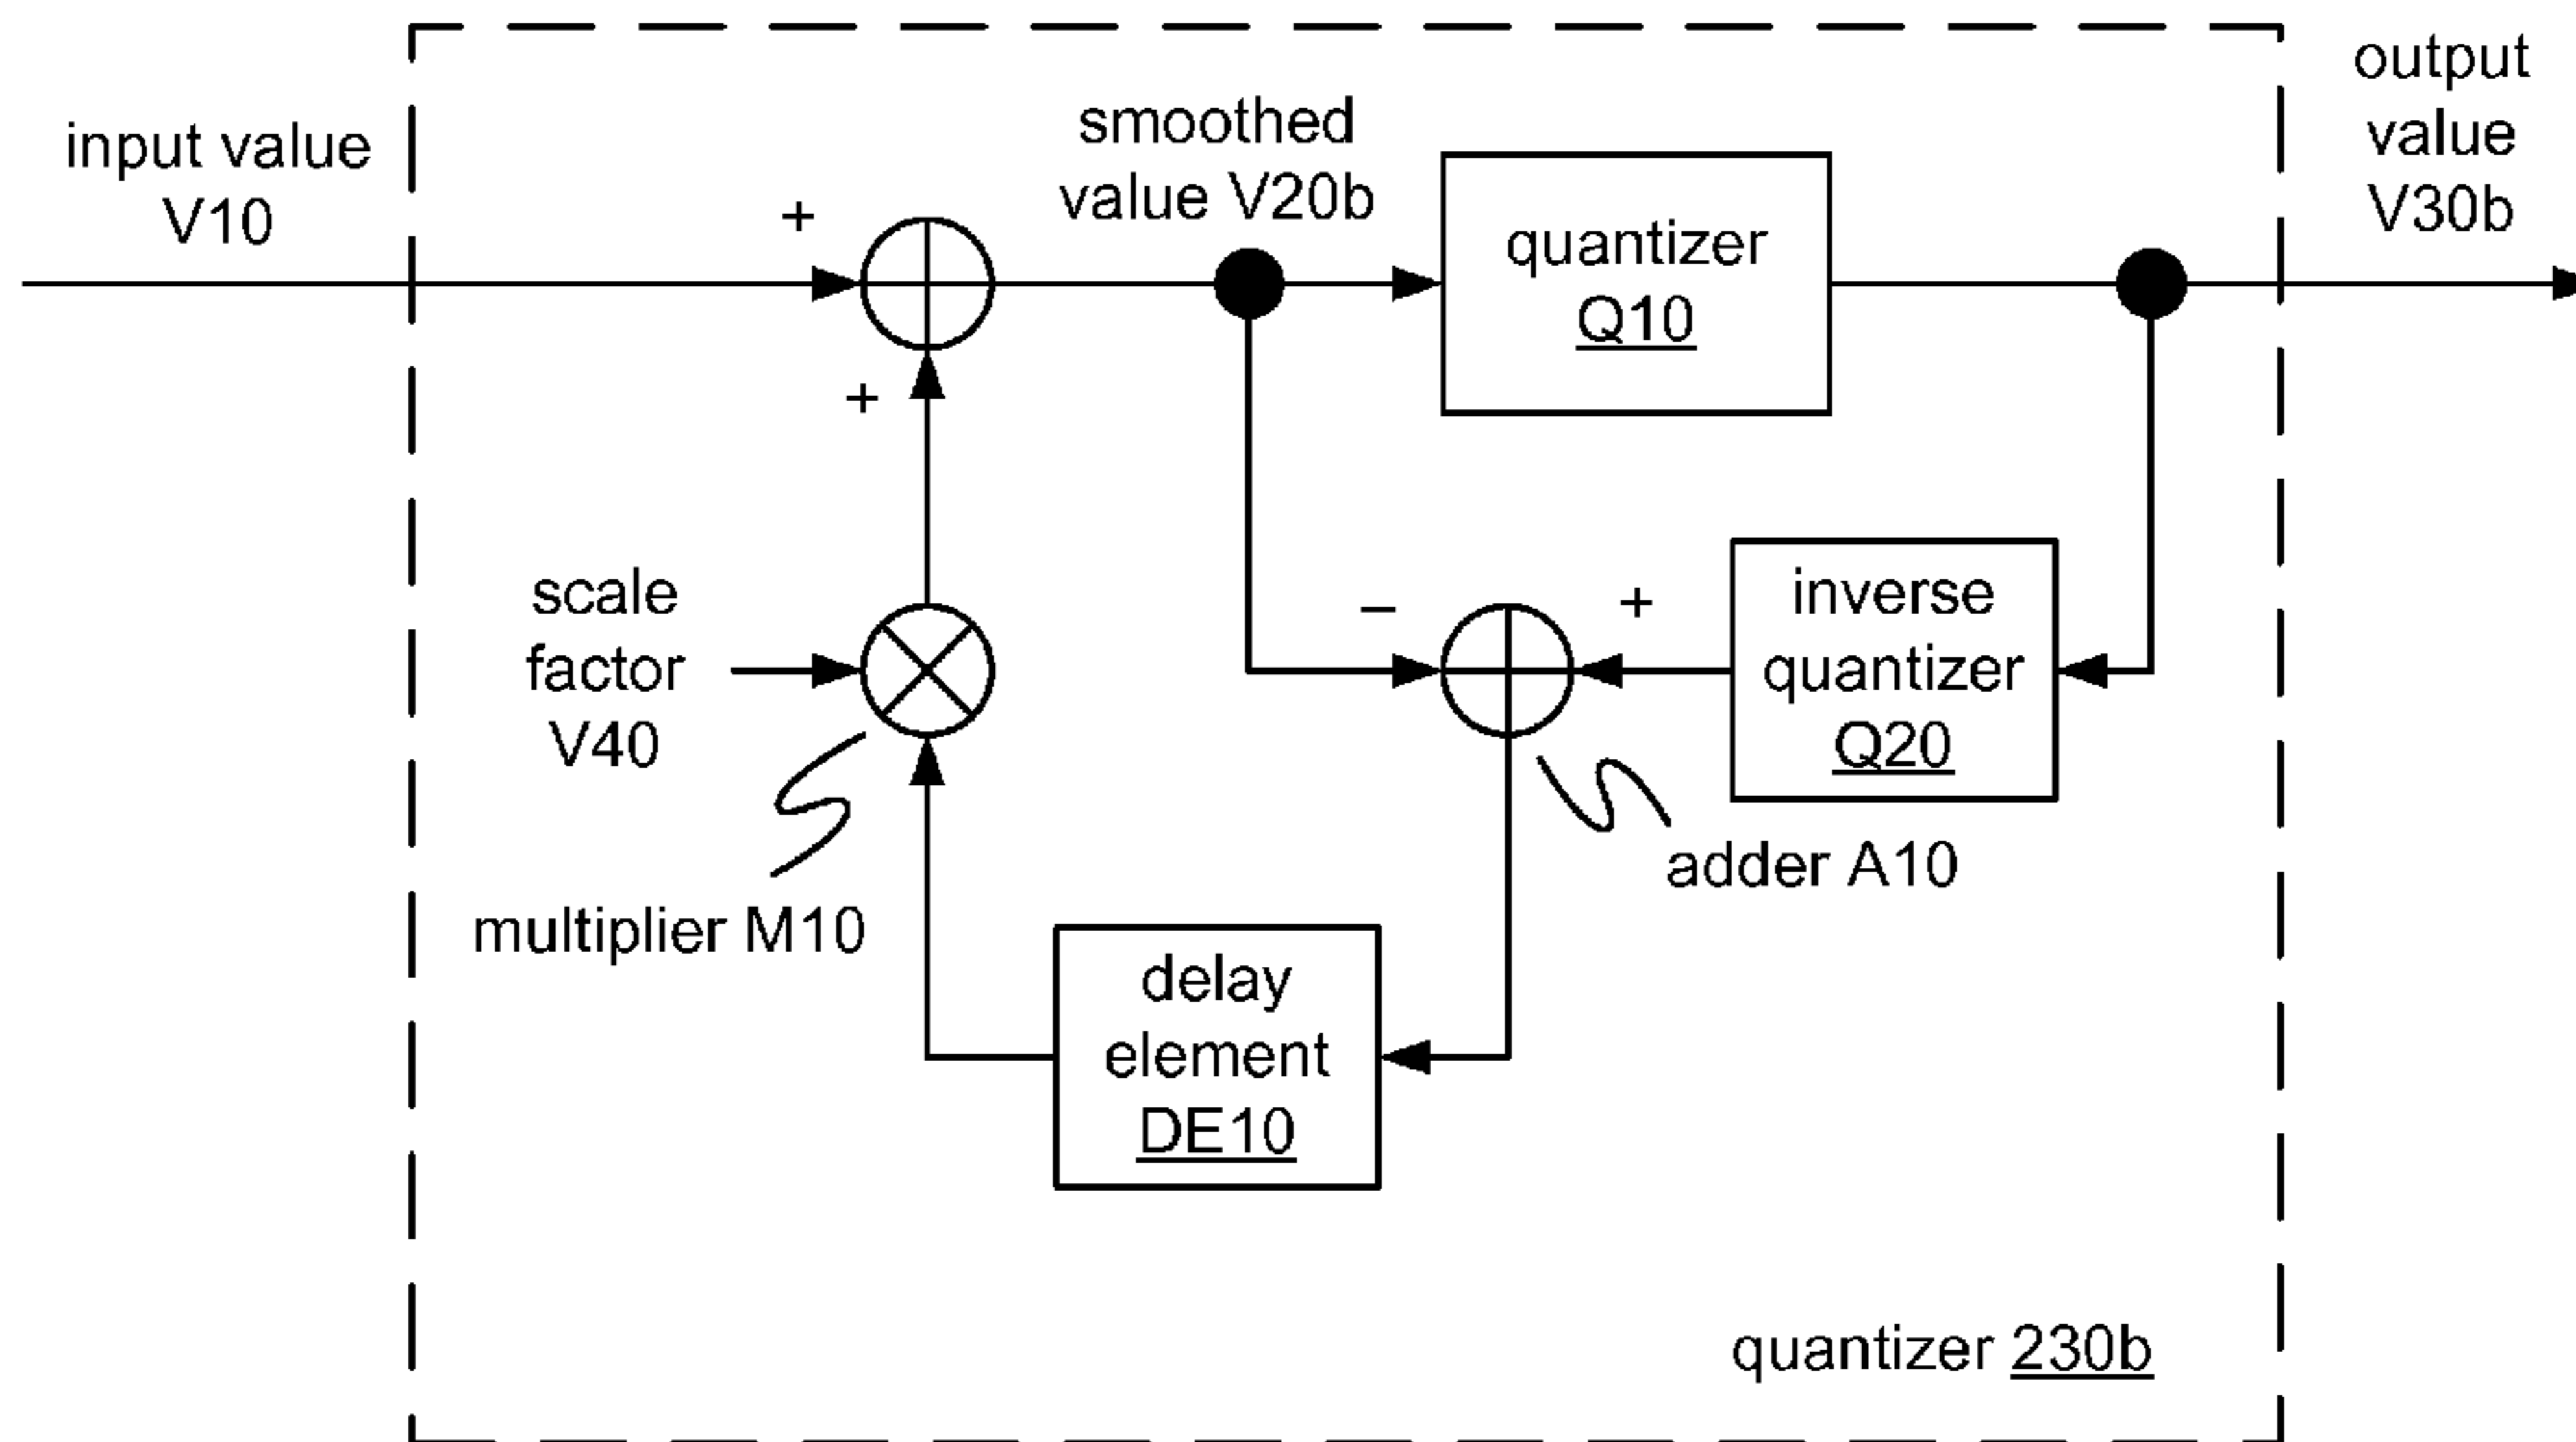 input value
V10
+
smoothed
value V20b
quantizer
Q10
output
value
V30b
+
scale
factor
V40
–
+
inverse
quantizer
Q20
multiplier M10
adder A10
delay
element
DE10
quantizer 230b